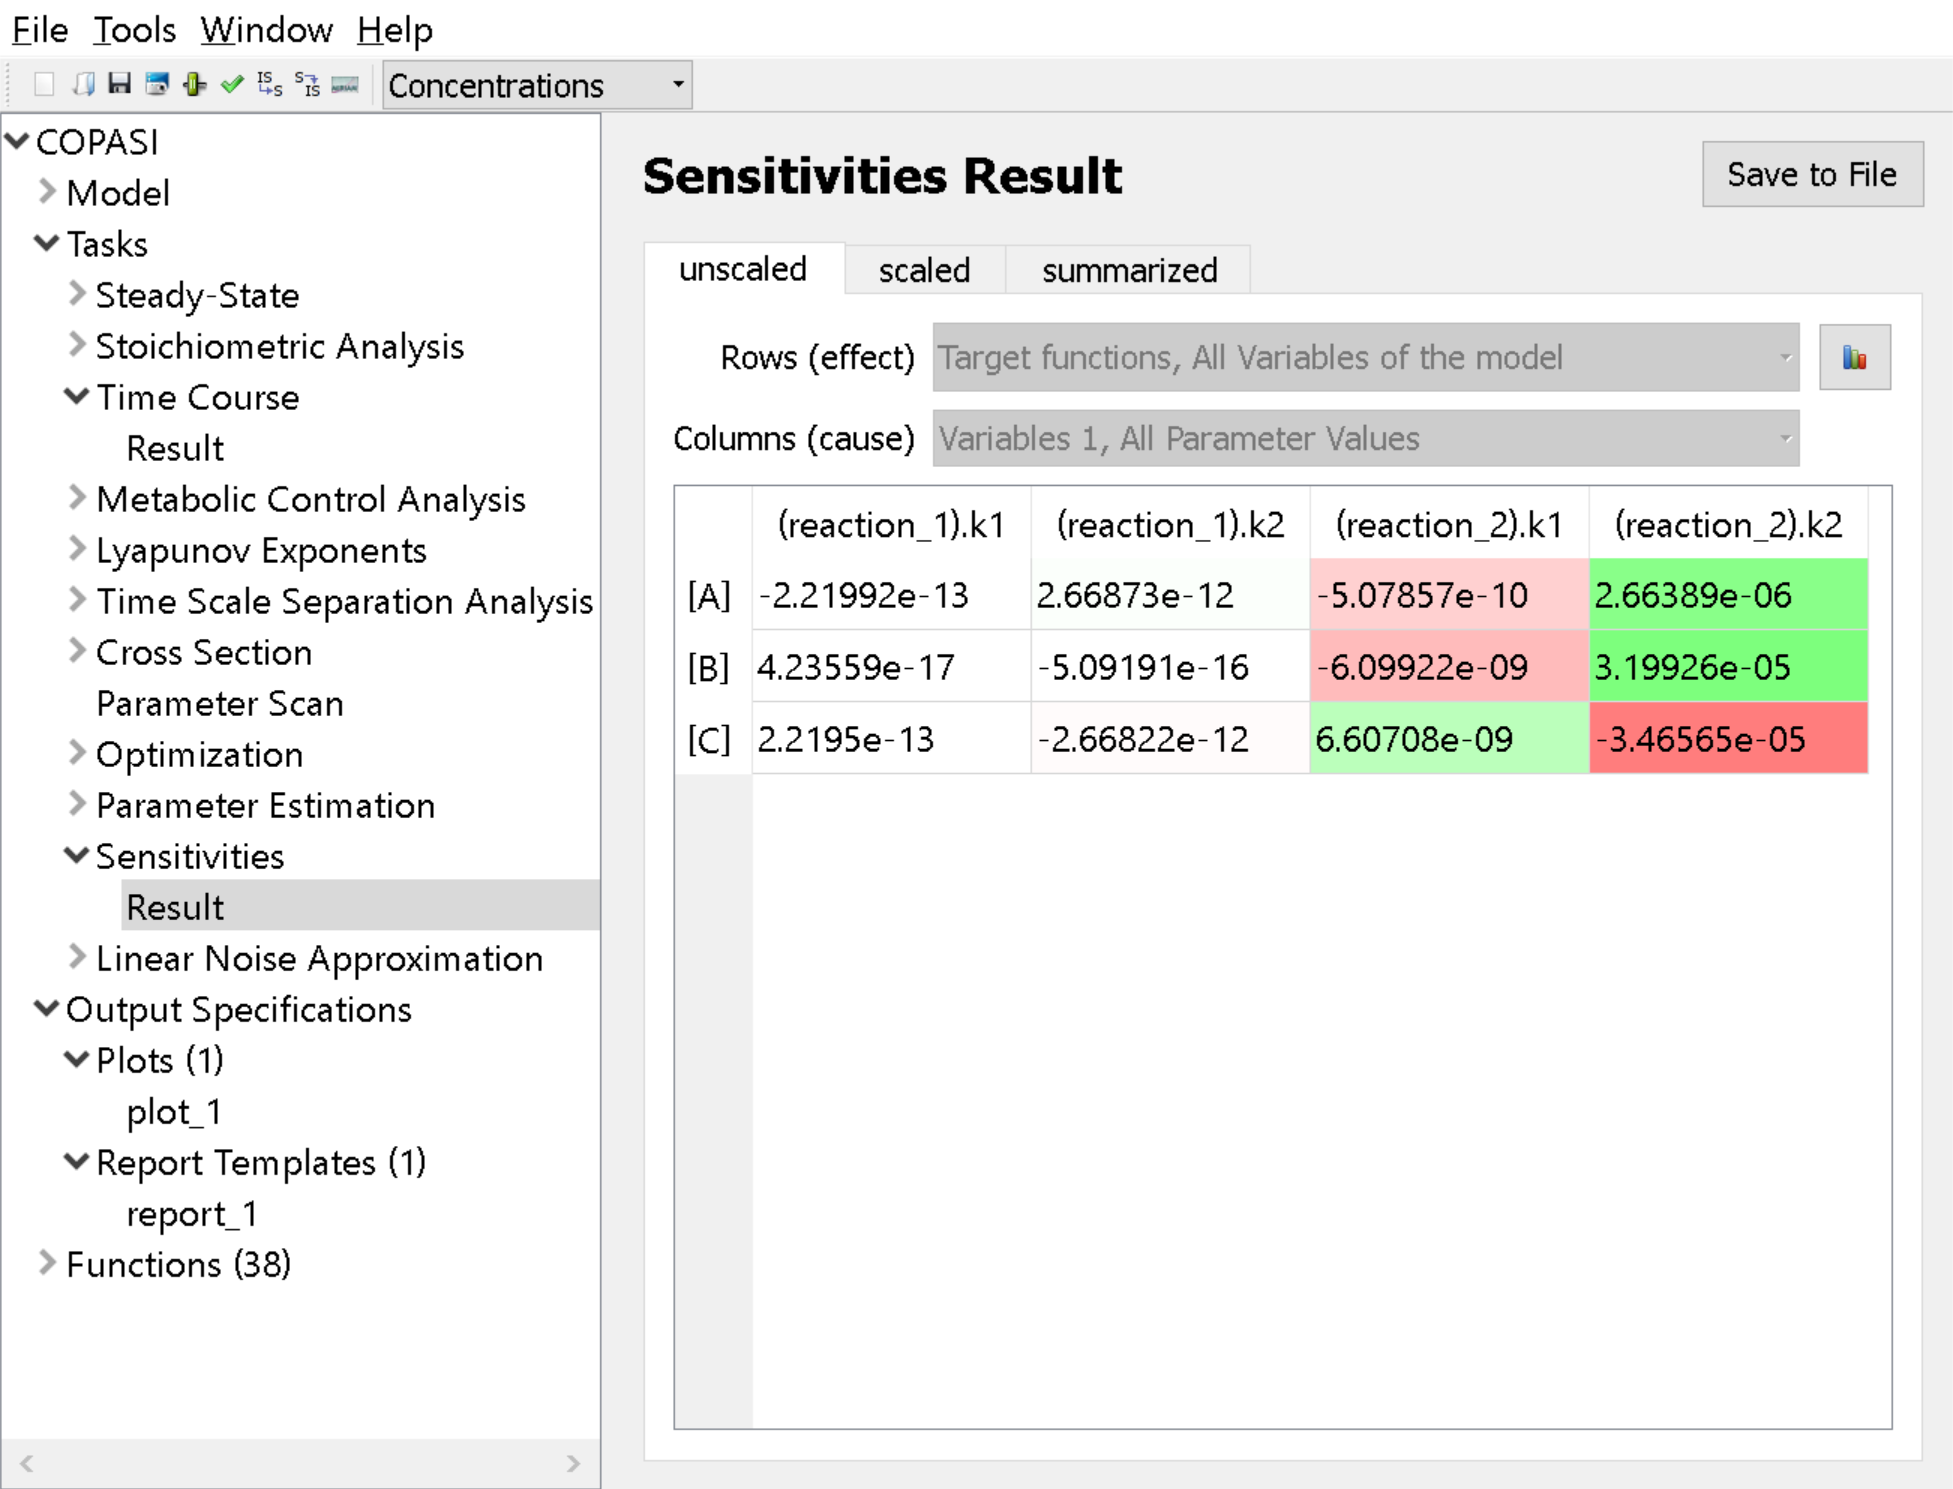 File Tools Window Help
IS S S IS Concentrations
COPASI
Model
Tasks
Steady-State
Stoichiometric Analysis
Time Course
Result
Metabolic Control Analysis
Lyapunov Exponents
Time Scale Separation Analysis
Cross Section
Parameter Scan
Optimization
Parameter Estimation
Sensitivities
Result
Linear Noise Approximation
Output Specifications
Plots (1)
plot_1
Report Templates (1)
report_1
Functions (38)
Sensitivities Result Save to File
unscaled scaled summarized
Rows (effect) Target functions, All Variables of the model
Columns (cause) Variables 1, All Parameter Values
(reaction_1).k1 (reaction_1).k2 (reaction_2).k1 (reaction_2).k2
[A] -2.21992e-13 2.66873e-12 -5.07857e-10 2.66389e-06
[B] 4.23559e-17 -5.09191e-16 -6.09922e-09 3.19926e-05
[C] 2.2195e-13 -2.66822e-12 6.60708e-09 -3.46565e-05